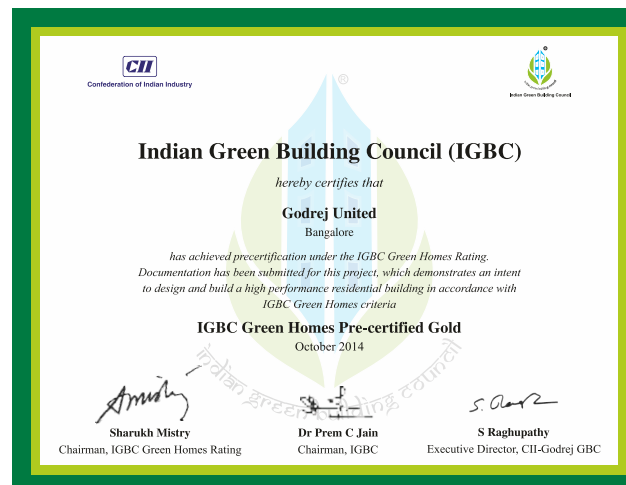 CII
Confederation of Indian Industry
Indian Green Building Council
Indian Green Building Council (IGBC)
hereby certifies that
Godrej United
Bangalore
has achieved precertification under the IGBC Green Homes Rating.
Documentation has been submitted for this project, which demonstrates an intent
to design and build a high performance residential building in accordance with
IGBC Green Homes criteria
IGBC Green Homes Pre-certified Gold
October 2014
indian green building council
Sharukh Mistry
Chairman, IGBC Green Homes Rating
Dr Prem C Jain
Chairman, IGBC
S Raghupathy
Executive Director, CII-Godrej GBC